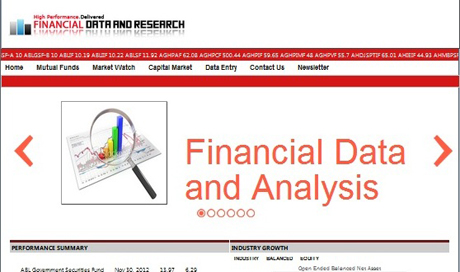 High Performance.Delivered
FINANCIAL DATA AND RESEARCH
SF-A 10 ABLGSF-B 10 ABLIF 10.19 ABLIF 10.22 ABLSF 11.92 AGHPAF 62.08 AGHPCF 500.44 AGHPIF 59.65 AGHPIMF 48 AGHPVF 55.7 AHDJSPTIF 65.01 AHEEIF 44.93 AHMBPSF
Home Mutual Funds Market Watch Capital Market Data Entry Contact Us Newsletter
Financial Data
and Analysis
PERFORMANCE SUMMARY INDUSTRY GROWTH
INDUSTRY BALANCED EQUITY
ABL Government Securities Fund Nov 30, 2012 13.97 6.29 Open Ended Balanced Net Asset